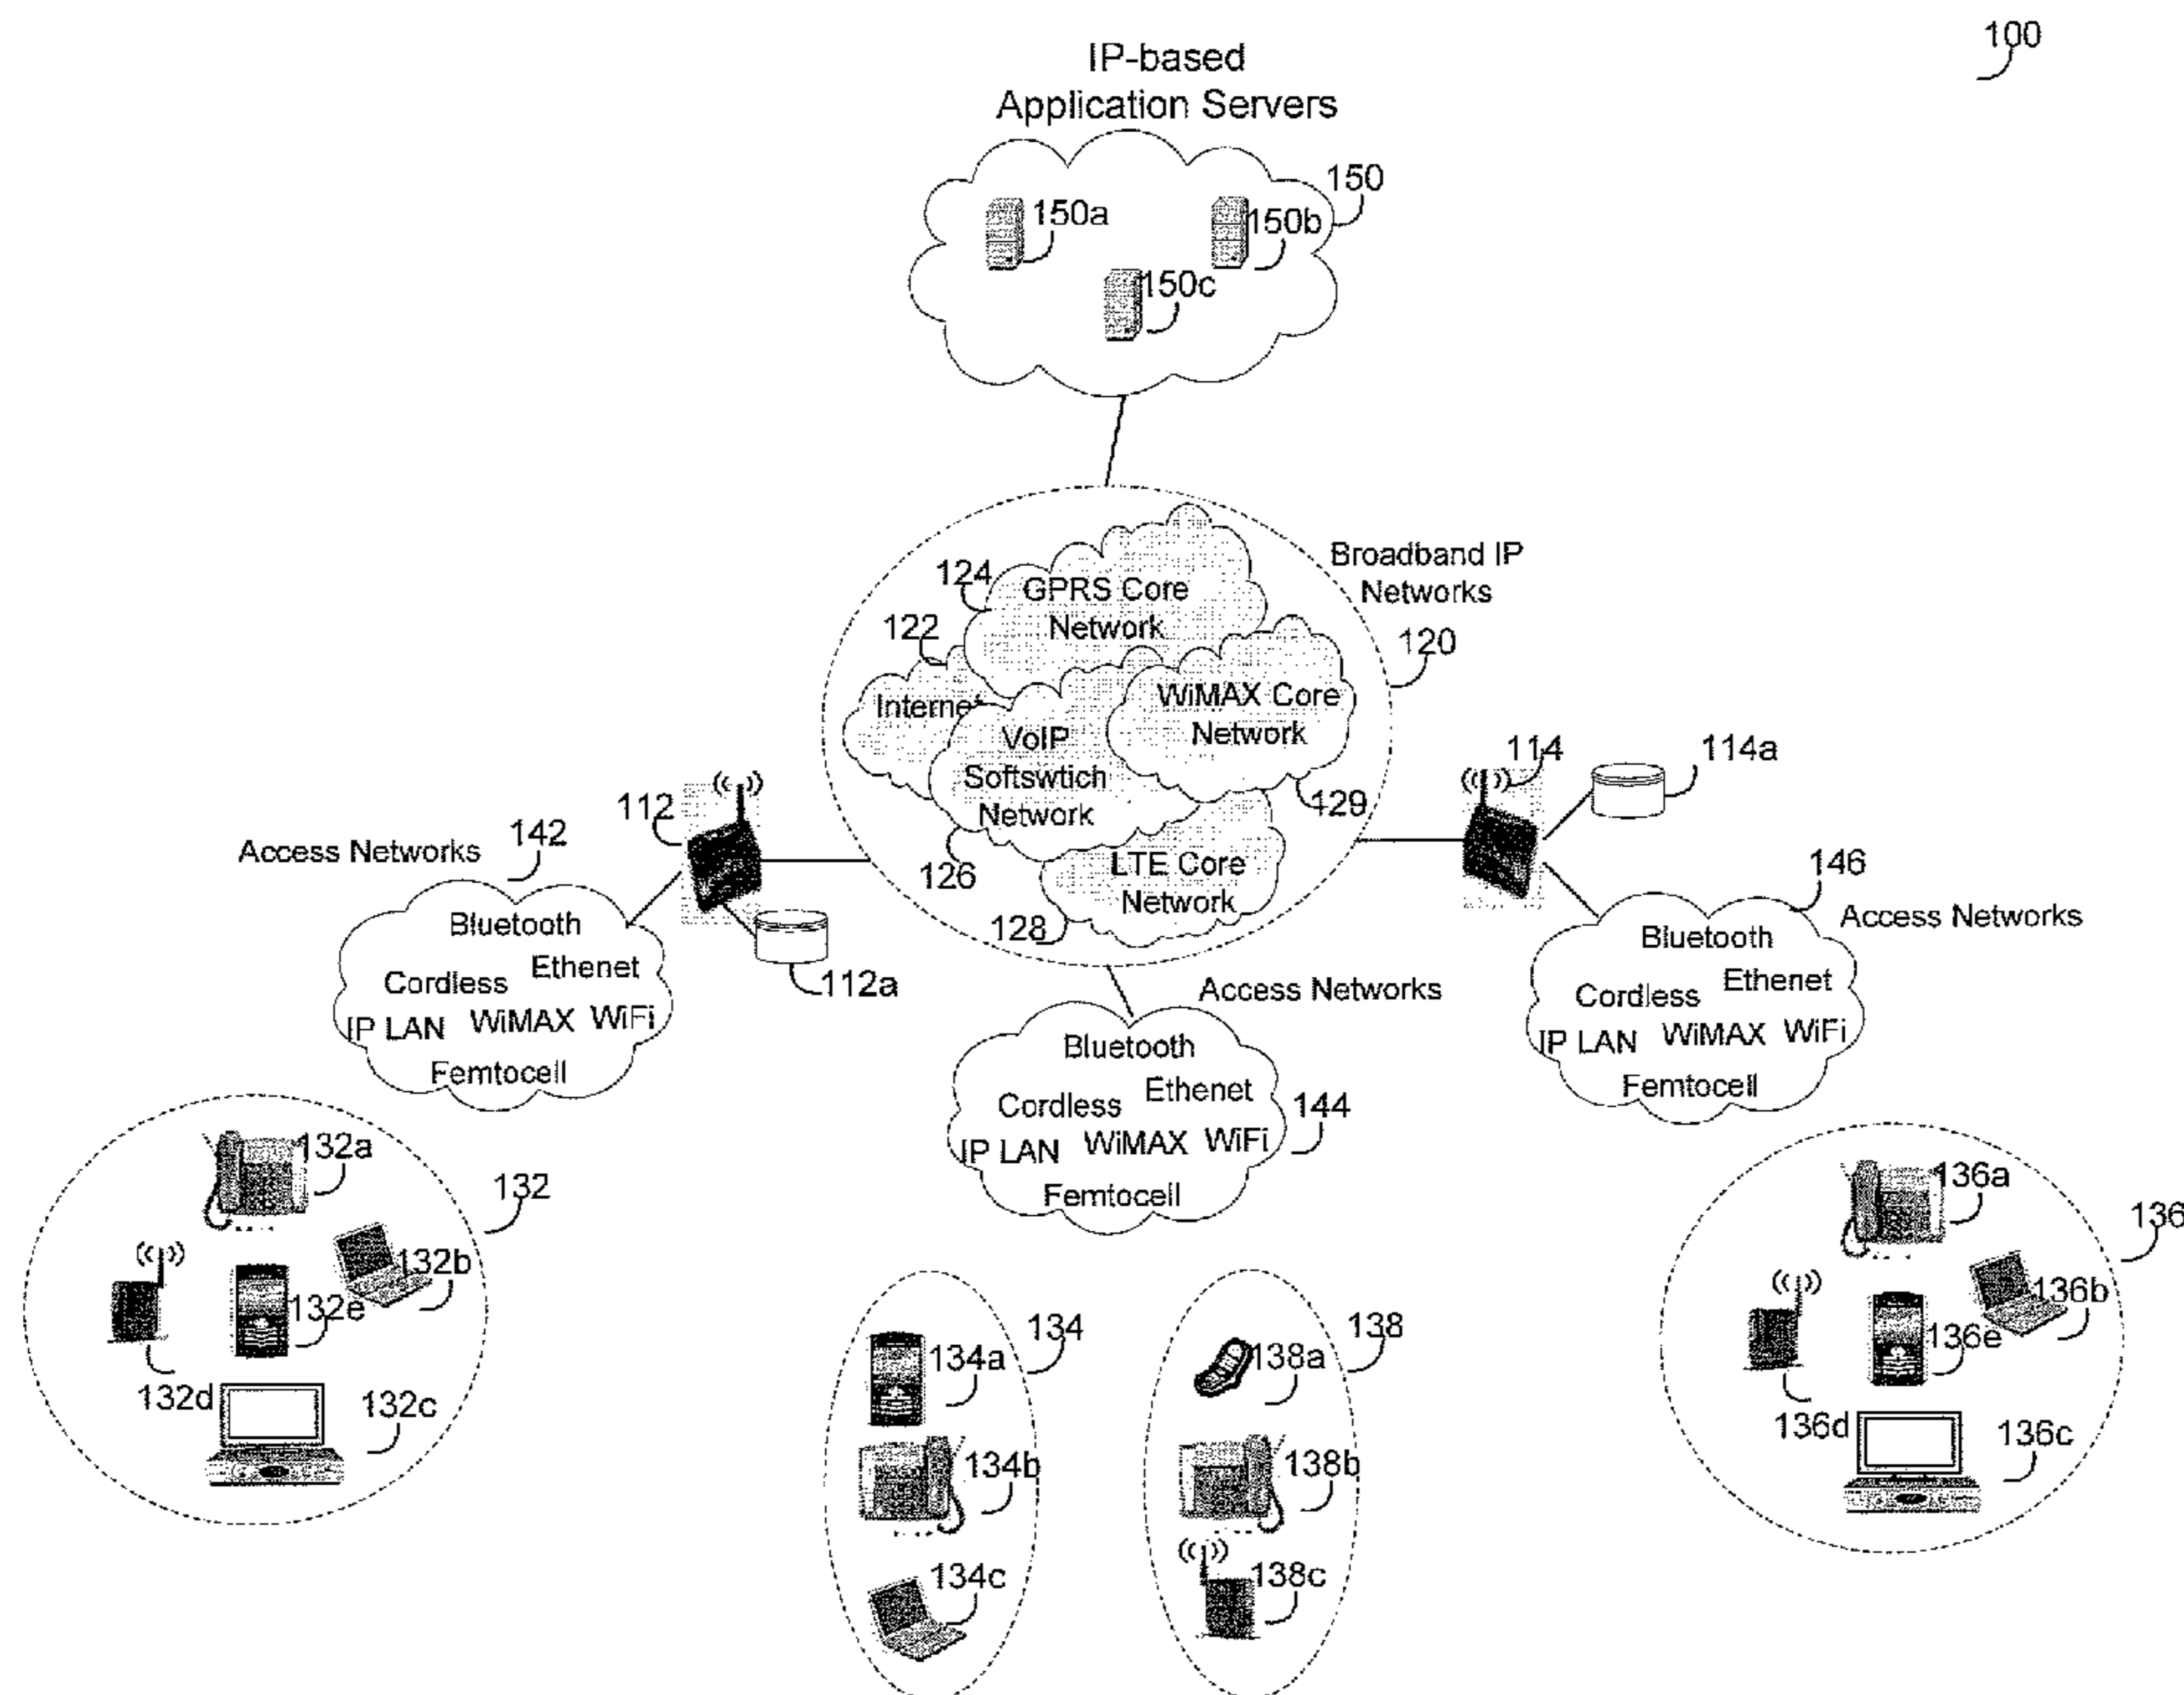 100
IP-based
Application Servers
150
150a
150b
150c
Broadband IP
Networks
120
124
GPRS Core
Network
122
Internet
WiMAX Core
Network
VoIP
Softswtich
Network
129
126
LTE Core
Network
128
112
112a
114
114a
Access Networks
142
Bluetooth
Ethenet
Cordless
IP LAN
WiMAX
WiFi
Femtocell
Access Networks
Bluetooth
Ethenet
Cordless
IP LAN
WiMAX
WiFi
Femtocell
144
146
Access Networks
Bluetooth
Ethenet
Cordless
IP LAN
WiMAX
WiFi
Femtocell
132a
132
132b
132e
132d
132c
134
134a
134b
134c
138
138a
138b
138c
136a
136
136b
136e
136d
136c